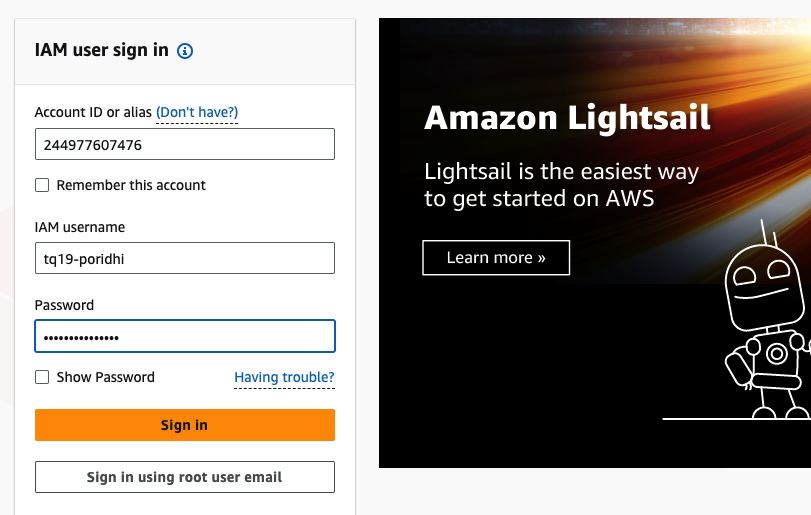 IAM user sign in
Account ID or alias (Don't have?)
244977607476
Remember this account
IAM username
tq19-poridhi
Password
•••••••••••••••
Show Password
Having trouble?
Sign in
Sign in using root user email
Amazon Lightsail
Lightsail is the easiest way
to get started on AWS
Learn more »